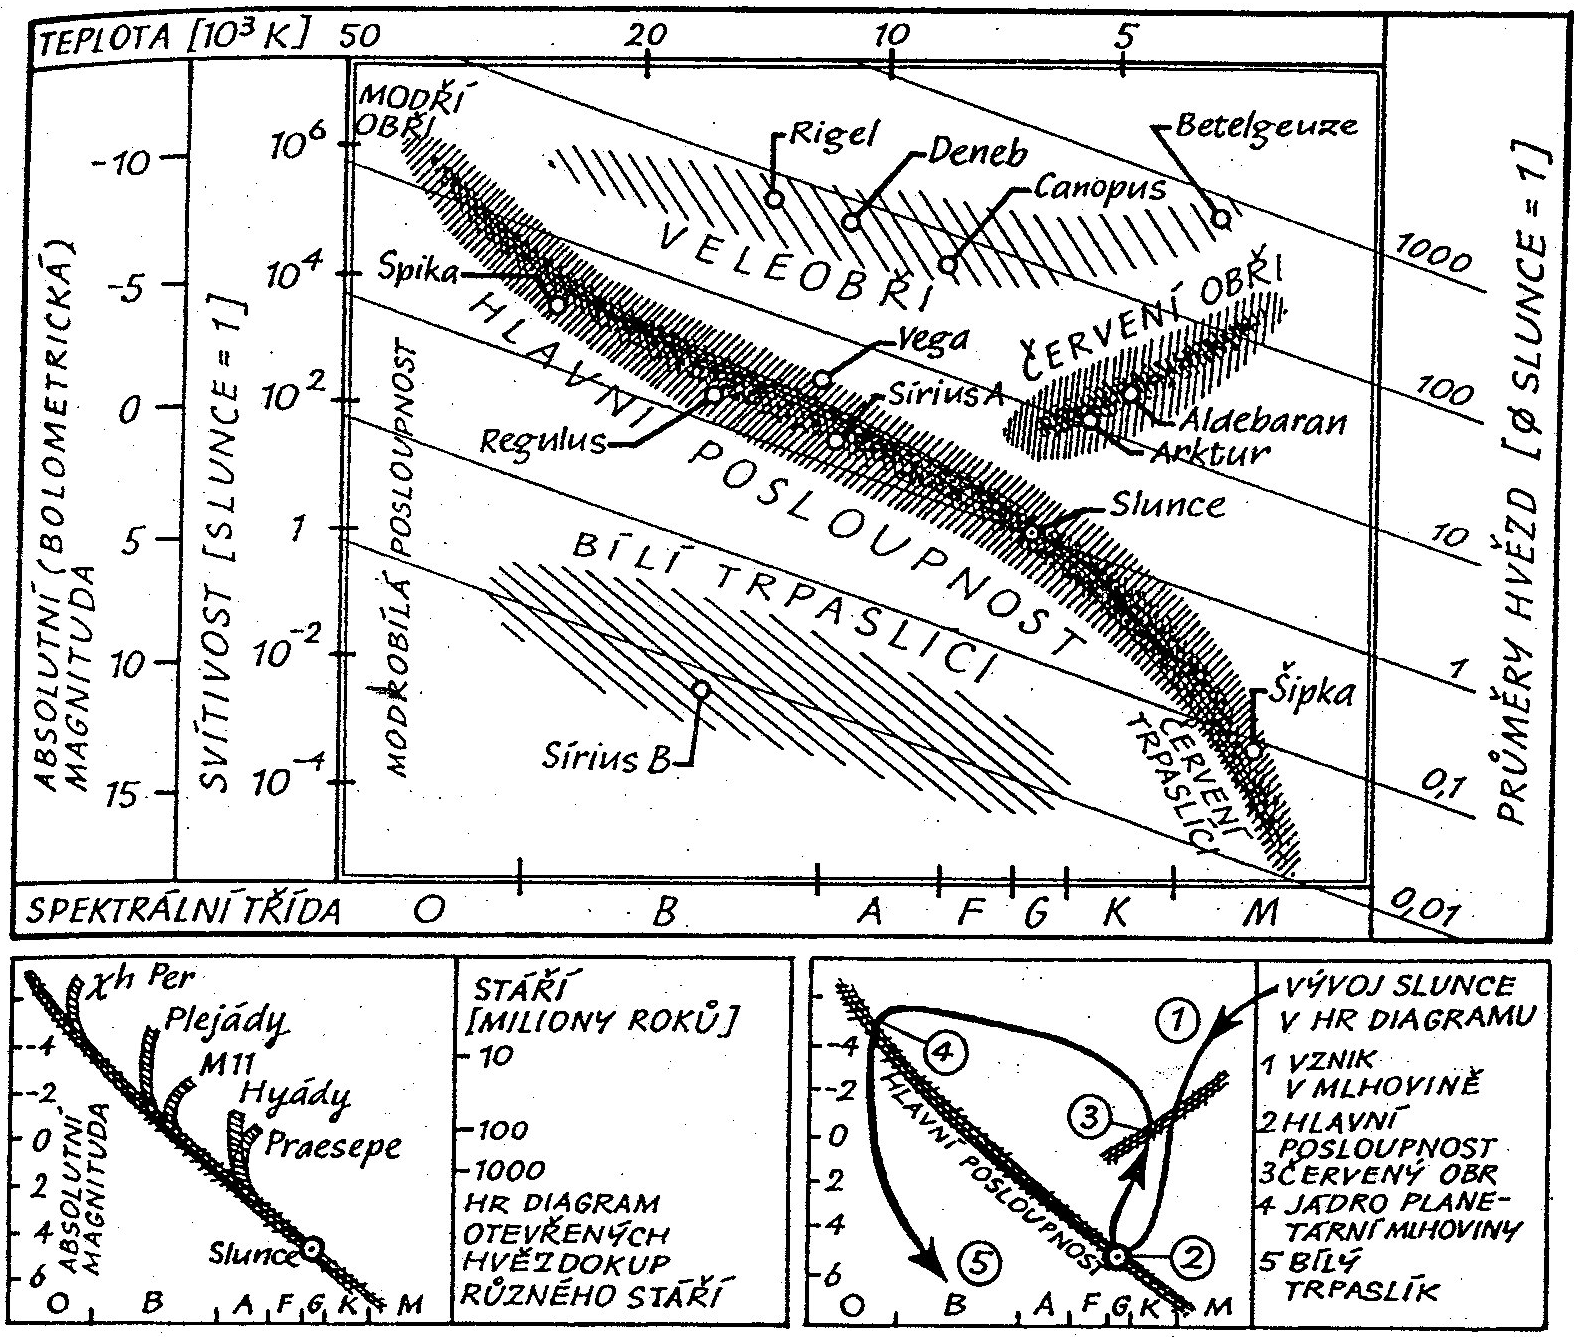 TEPLOTA [10³ K] 50 20 10 5
MODŘÍ
OBŘI
Rigel
Deneb
Canopus
Betelgeuze
VELEOBŘI
ČERVENÍ OBŘI
Spika
HLAVNÍ POSLOUPNOST
Vega
Sírius A
Regulus
Aldebaran
Arktur
Slunce
BÍLÍ TRPASLÍCI
Sírius B
Šipka
ČERVENÍ
TRPASLÍCI
MODROBÍLÁ POSLOUPNOST
ABSOLUTNÍ (BOLOMETRICKÁ)
MAGNITUDA
-10
-5
0
5
10
15
SVÍTIVOST [SLUNCE = 1]
10⁶
10⁴
10²
1
10⁻²
10⁻⁴
PRŮMĚRY HVĚZD [Ø SLUNCE = 1]
1000
100
10
1
0,1
0,01
SPEKTRÁLNÍ TŘÍDA O B A F G K M
χh Per
Plejády
M11
Hyády
Praesepe
Slunce
ABSOLUTNÍ
MAGNITUDA
-4
-2
0
2
4
6
O B A F G K M
STÁŘÍ
[MILIONY ROKŮ]
10
100
1000
HR DIAGRAM
OTEVŘENÝCH
HVĚZDOKUP
RŮZNÉHO STÁŘÍ
-4
-2
0
2
4
6
1
4
3
5
2
HLAVNÍ POSLOUPNOST
O B A F G K M
VÝVOJ SLUNCE
V HR DIAGRAMU
1 VZNIK
V MLHOVINĚ
2 HLAVNÍ
POSLOUPNOST
3 ČERVENÝ OBR
4 JÁDRO PLANE-
TÁRNÍ MLHOVINY
5 BÍLÝ
TRPASLÍK